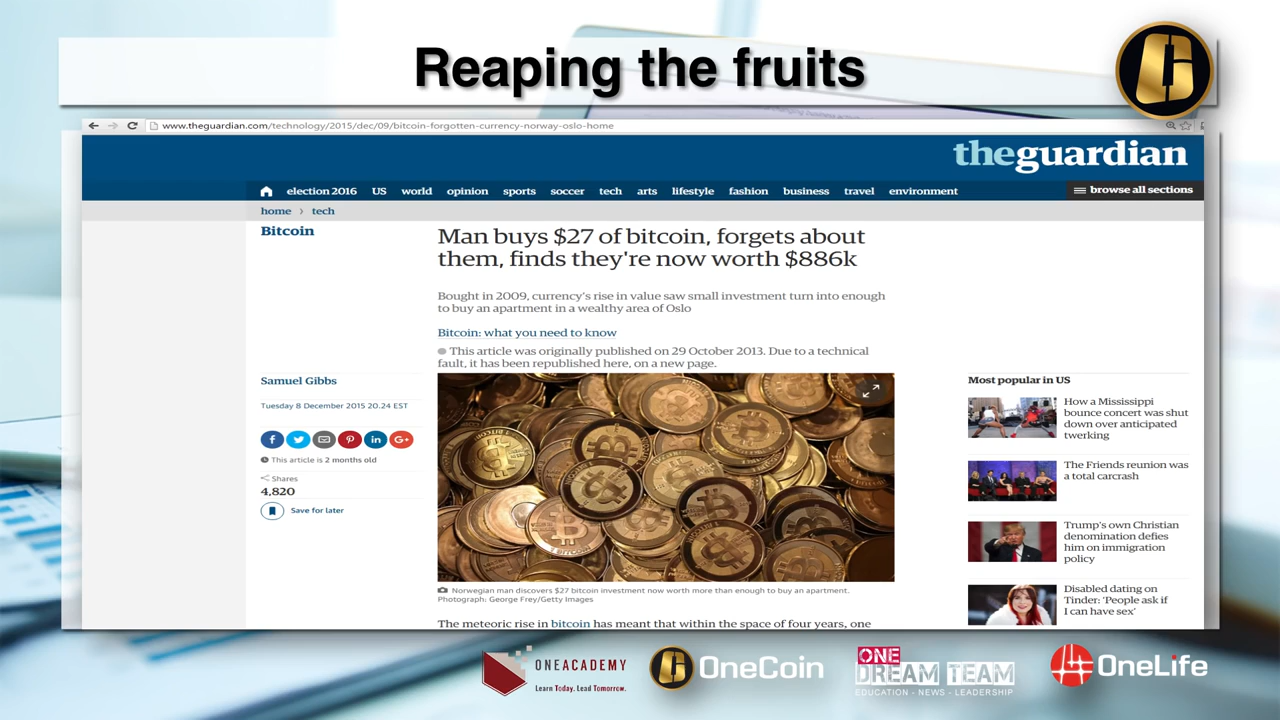 Reaping the fruits
www.theguardian.com/technology/2015/dec/09/bitcoin-forgotten-currency-norway-oslo-home
theguardian
election 2016 US world opinion sports soccer tech arts lifestyle fashion business travel environment
browse all sections
home › tech
Bitcoin
Man buys $27 of bitcoin, forgets about
them, finds they're now worth $886k
Bought in 2009, currency's rise in value saw small investment turn into enough
to buy an apartment in a wealthy area of Oslo
Bitcoin: what you need to know
This article was originally published on 29 October 2013. Due to a technical
fault, it has been republished here, on a new page.
Samuel Gibbs
Tuesday 8 December 2015 20.24 EST
This article is 2 months old
Shares
4,820
Save for later
Norwegian man discovers $27 bitcoin investment now worth more than enough to buy an apartment.
Photograph: George Frey/Getty Images
The meteoric rise in bitcoin has meant that within the space of four years, one
Most popular in US
How a Mississippi
bounce concert was shut
down over anticipated
twerking
The Friends reunion was
a total carcrash
Trump's own Christian
denomination defies
him on immigration
policy
Disabled dating on
Tinder: 'People ask if
I can have sex'
ONEACADEMY
Learn Today. Lead Tomorrow.
OneCoin
ONE
DREAM TEAM
EDUCATION - NEWS - LEADERSHIP
OneLife